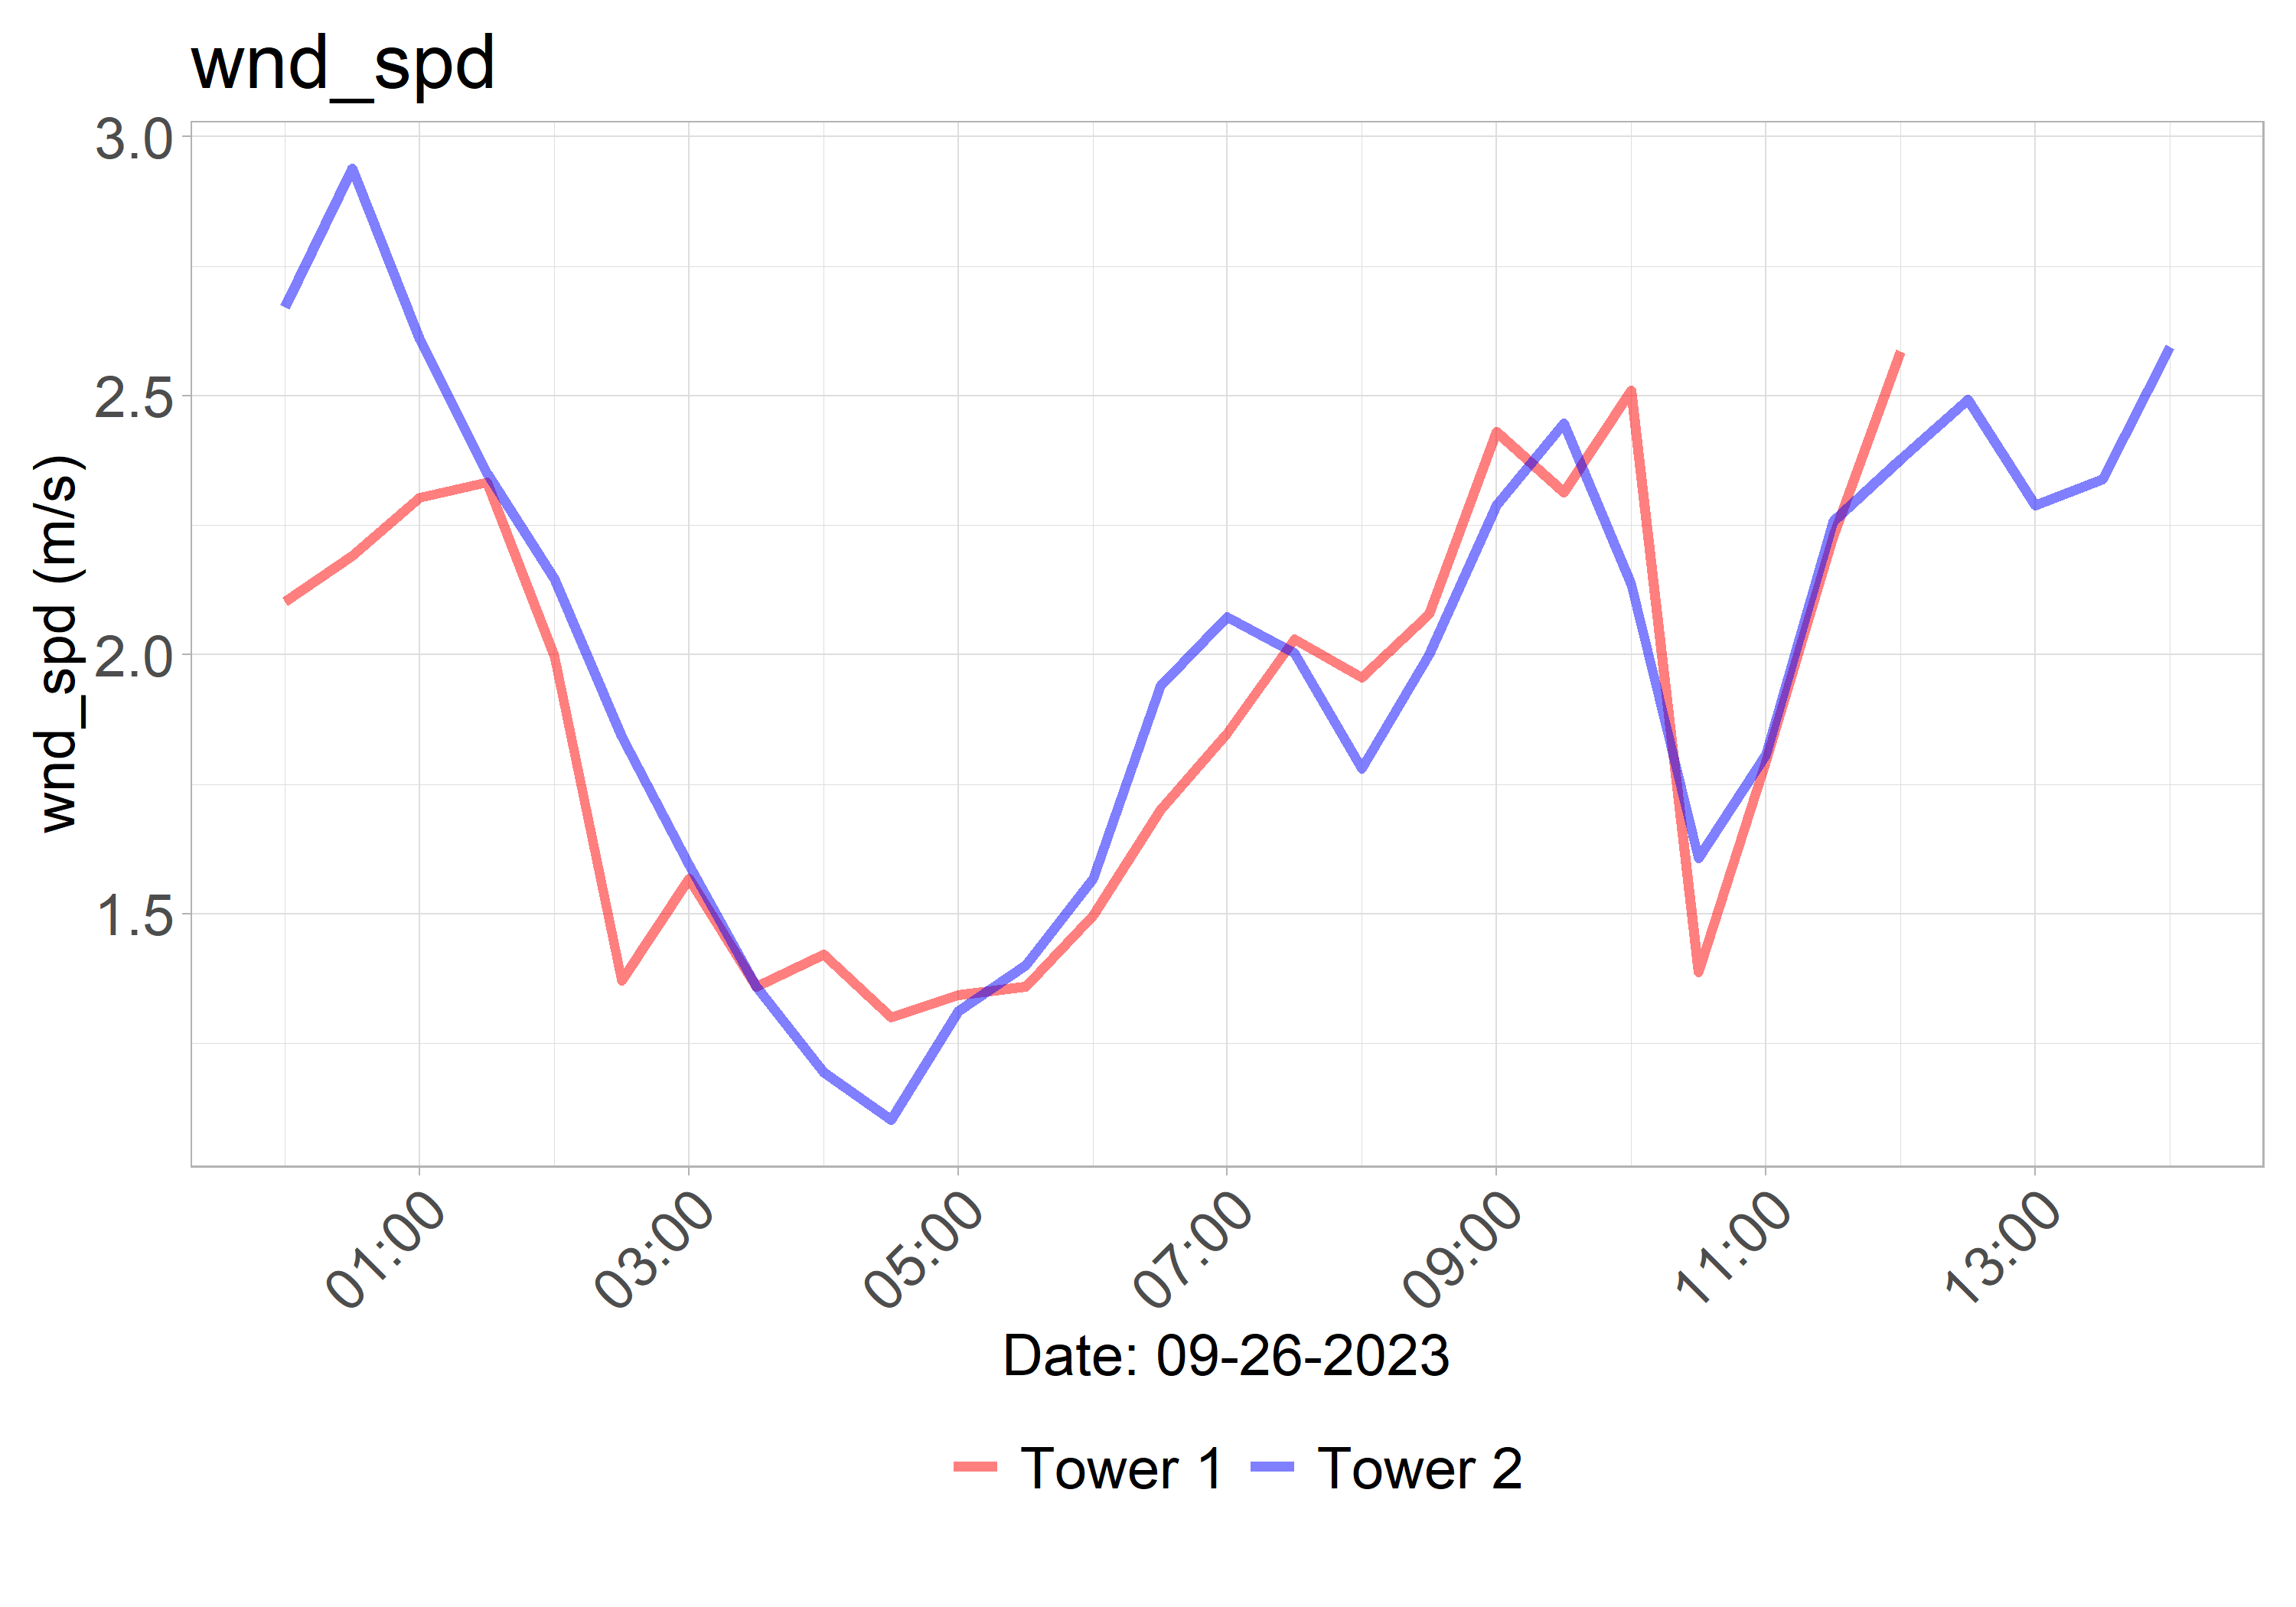 wnd_spd
wnd_spd (m/s)
3.0
2.5
2.0
1.5
01:00 03:00 05:00 07:00 09:00 11:00 13:00
Date: 09-26-2023
Tower 1 Tower 2